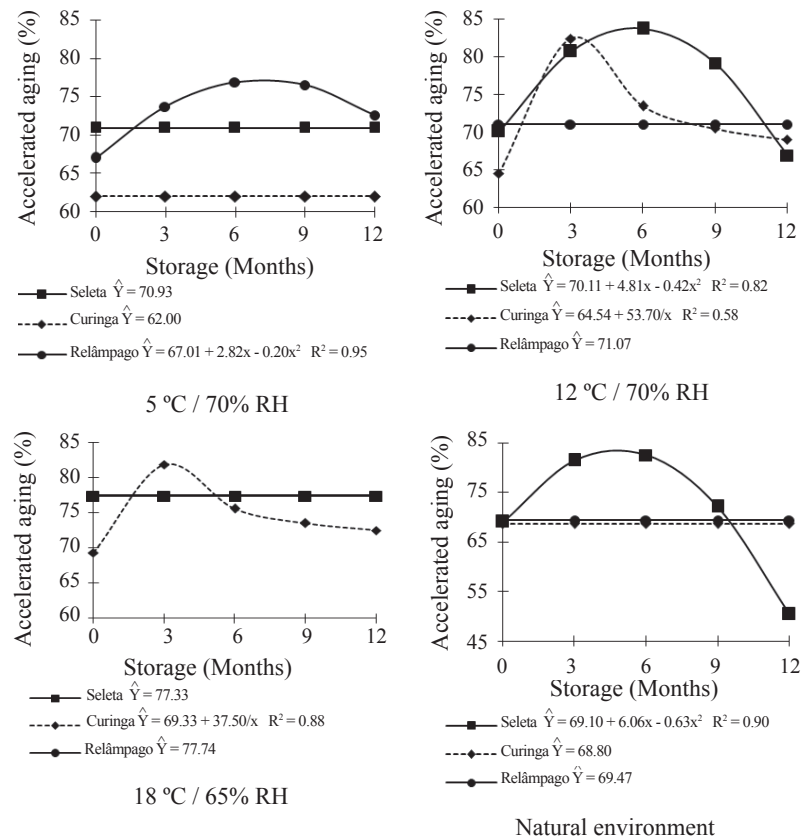 Accelerated aging (%)
85
80
75
70
65
60
0 3 6 9 12
Storage (Months)
Seleta Ŷ = 70.93
Curinga Ŷ = 62.00
Relâmpago Ŷ = 67.01 + 2.82x - 0.20x² R² = 0.95
5 ºC / 70% RH
Accelerated aging (%)
85
80
75
70
65
60
0 3 6 9 12
Storage (Months)
Seleta Ŷ = 70.11 + 4.81x - 0.42x² R² = 0.82
Curinga Ŷ = 64.54 + 53.70/x R² = 0.58
Relâmpago Ŷ = 71.07
12 ºC / 70% RH
Accelerated aging (%)
85
80
75
70
65
60
0 3 6 9 12
Storage (Months)
Seleta Ŷ = 77.33
Curinga Ŷ = 69.33 + 37.50/x R² = 0.88
Relâmpago Ŷ = 77.74
18 ºC / 65% RH
Accelerated aging (%)
85
75
65
55
45
0 3 6 9 12
Storage (Months)
Seleta Ŷ = 69.10 + 6.06x - 0.63x² R² = 0.90
Curinga Ŷ = 68.80
Relâmpago Ŷ = 69.47
Natural environment